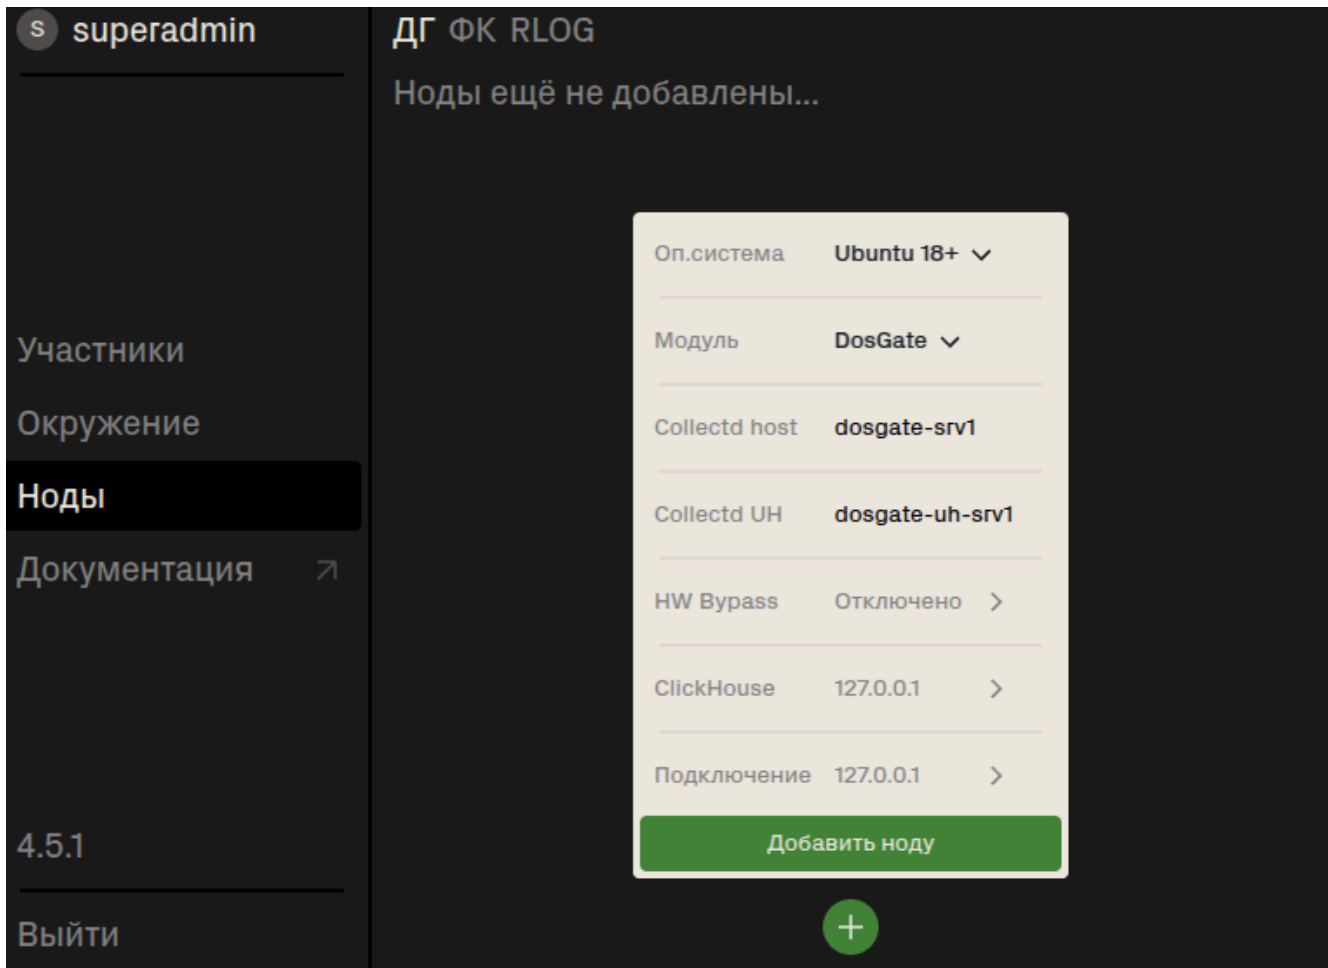 S superadmin
ДГ ФК RLOG
Ноды ещё не добавлены...
Участники
Окружение
Ноды
Документация
4.5.1
Выйти
Оп.система Ubuntu 18+
Модуль DosGate
Collectd host dosgate-srv1
Collectd UH dosgate-uh-srv1
HW Bypass Отключено
ClickHouse 127.0.0.1
Подключение 127.0.0.1
Добавить ноду